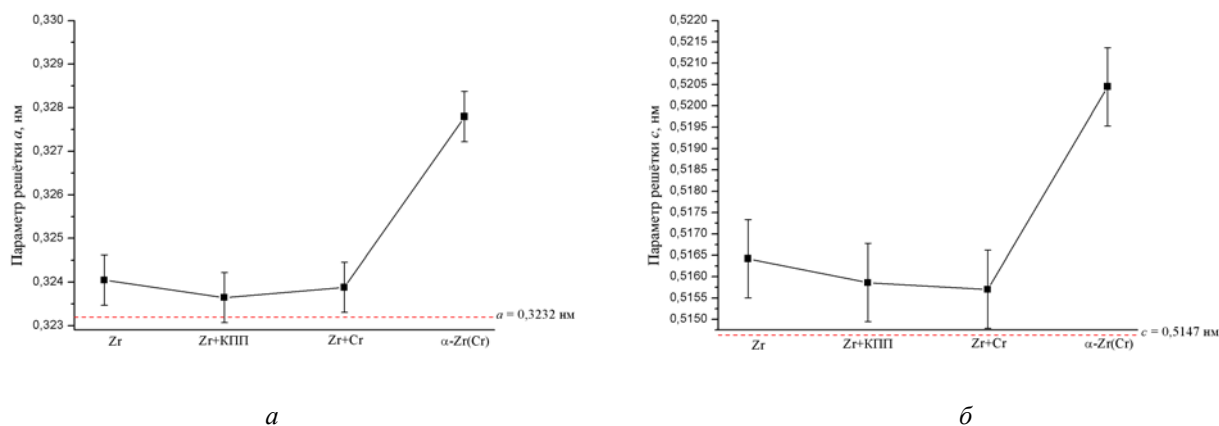 0,330
0,329
0,328
0,327
0,326
0,325
0,324
0,323
Параметр решётки a, нм
Zr
Zr+КПП
Zr+Cr
α-Zr(Cr)
a = 0,3232 нм
а
0,5220
0,5215
0,5210
0,5205
0,5200
0,5195
0,5190
0,5185
0,5180
0,5175
0,5170
0,5165
0,5160
0,5155
0,5150
Параметр решётки c, нм
Zr
Zr+КПП
Zr+Cr
α-Zr(Cr)
c = 0,5147 нм
б